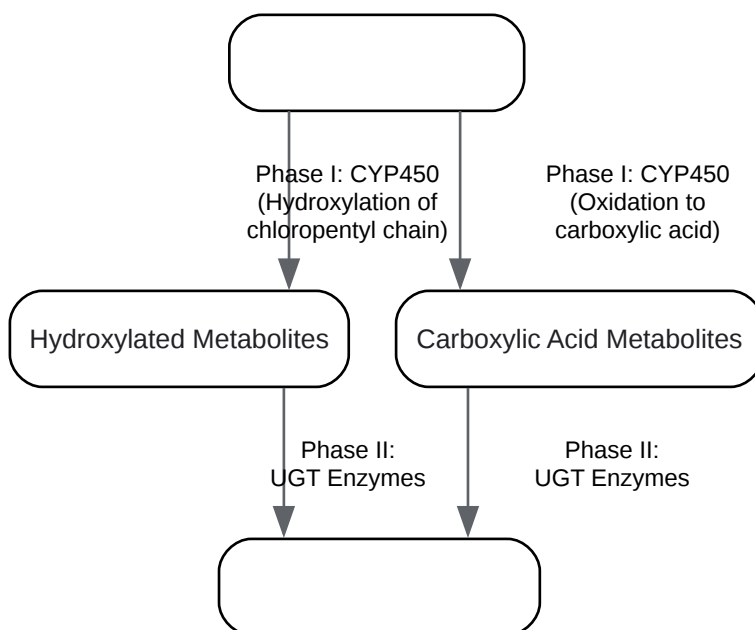 Phase I: CYP450
(Hydroxylation of
chloropentyl chain)
Phase I: CYP450
(Oxidation to
carboxylic acid)
Hydroxylated Metabolites
Carboxylic Acid Metabolites
Phase II:
UGT Enzymes
Phase II:
UGT Enzymes